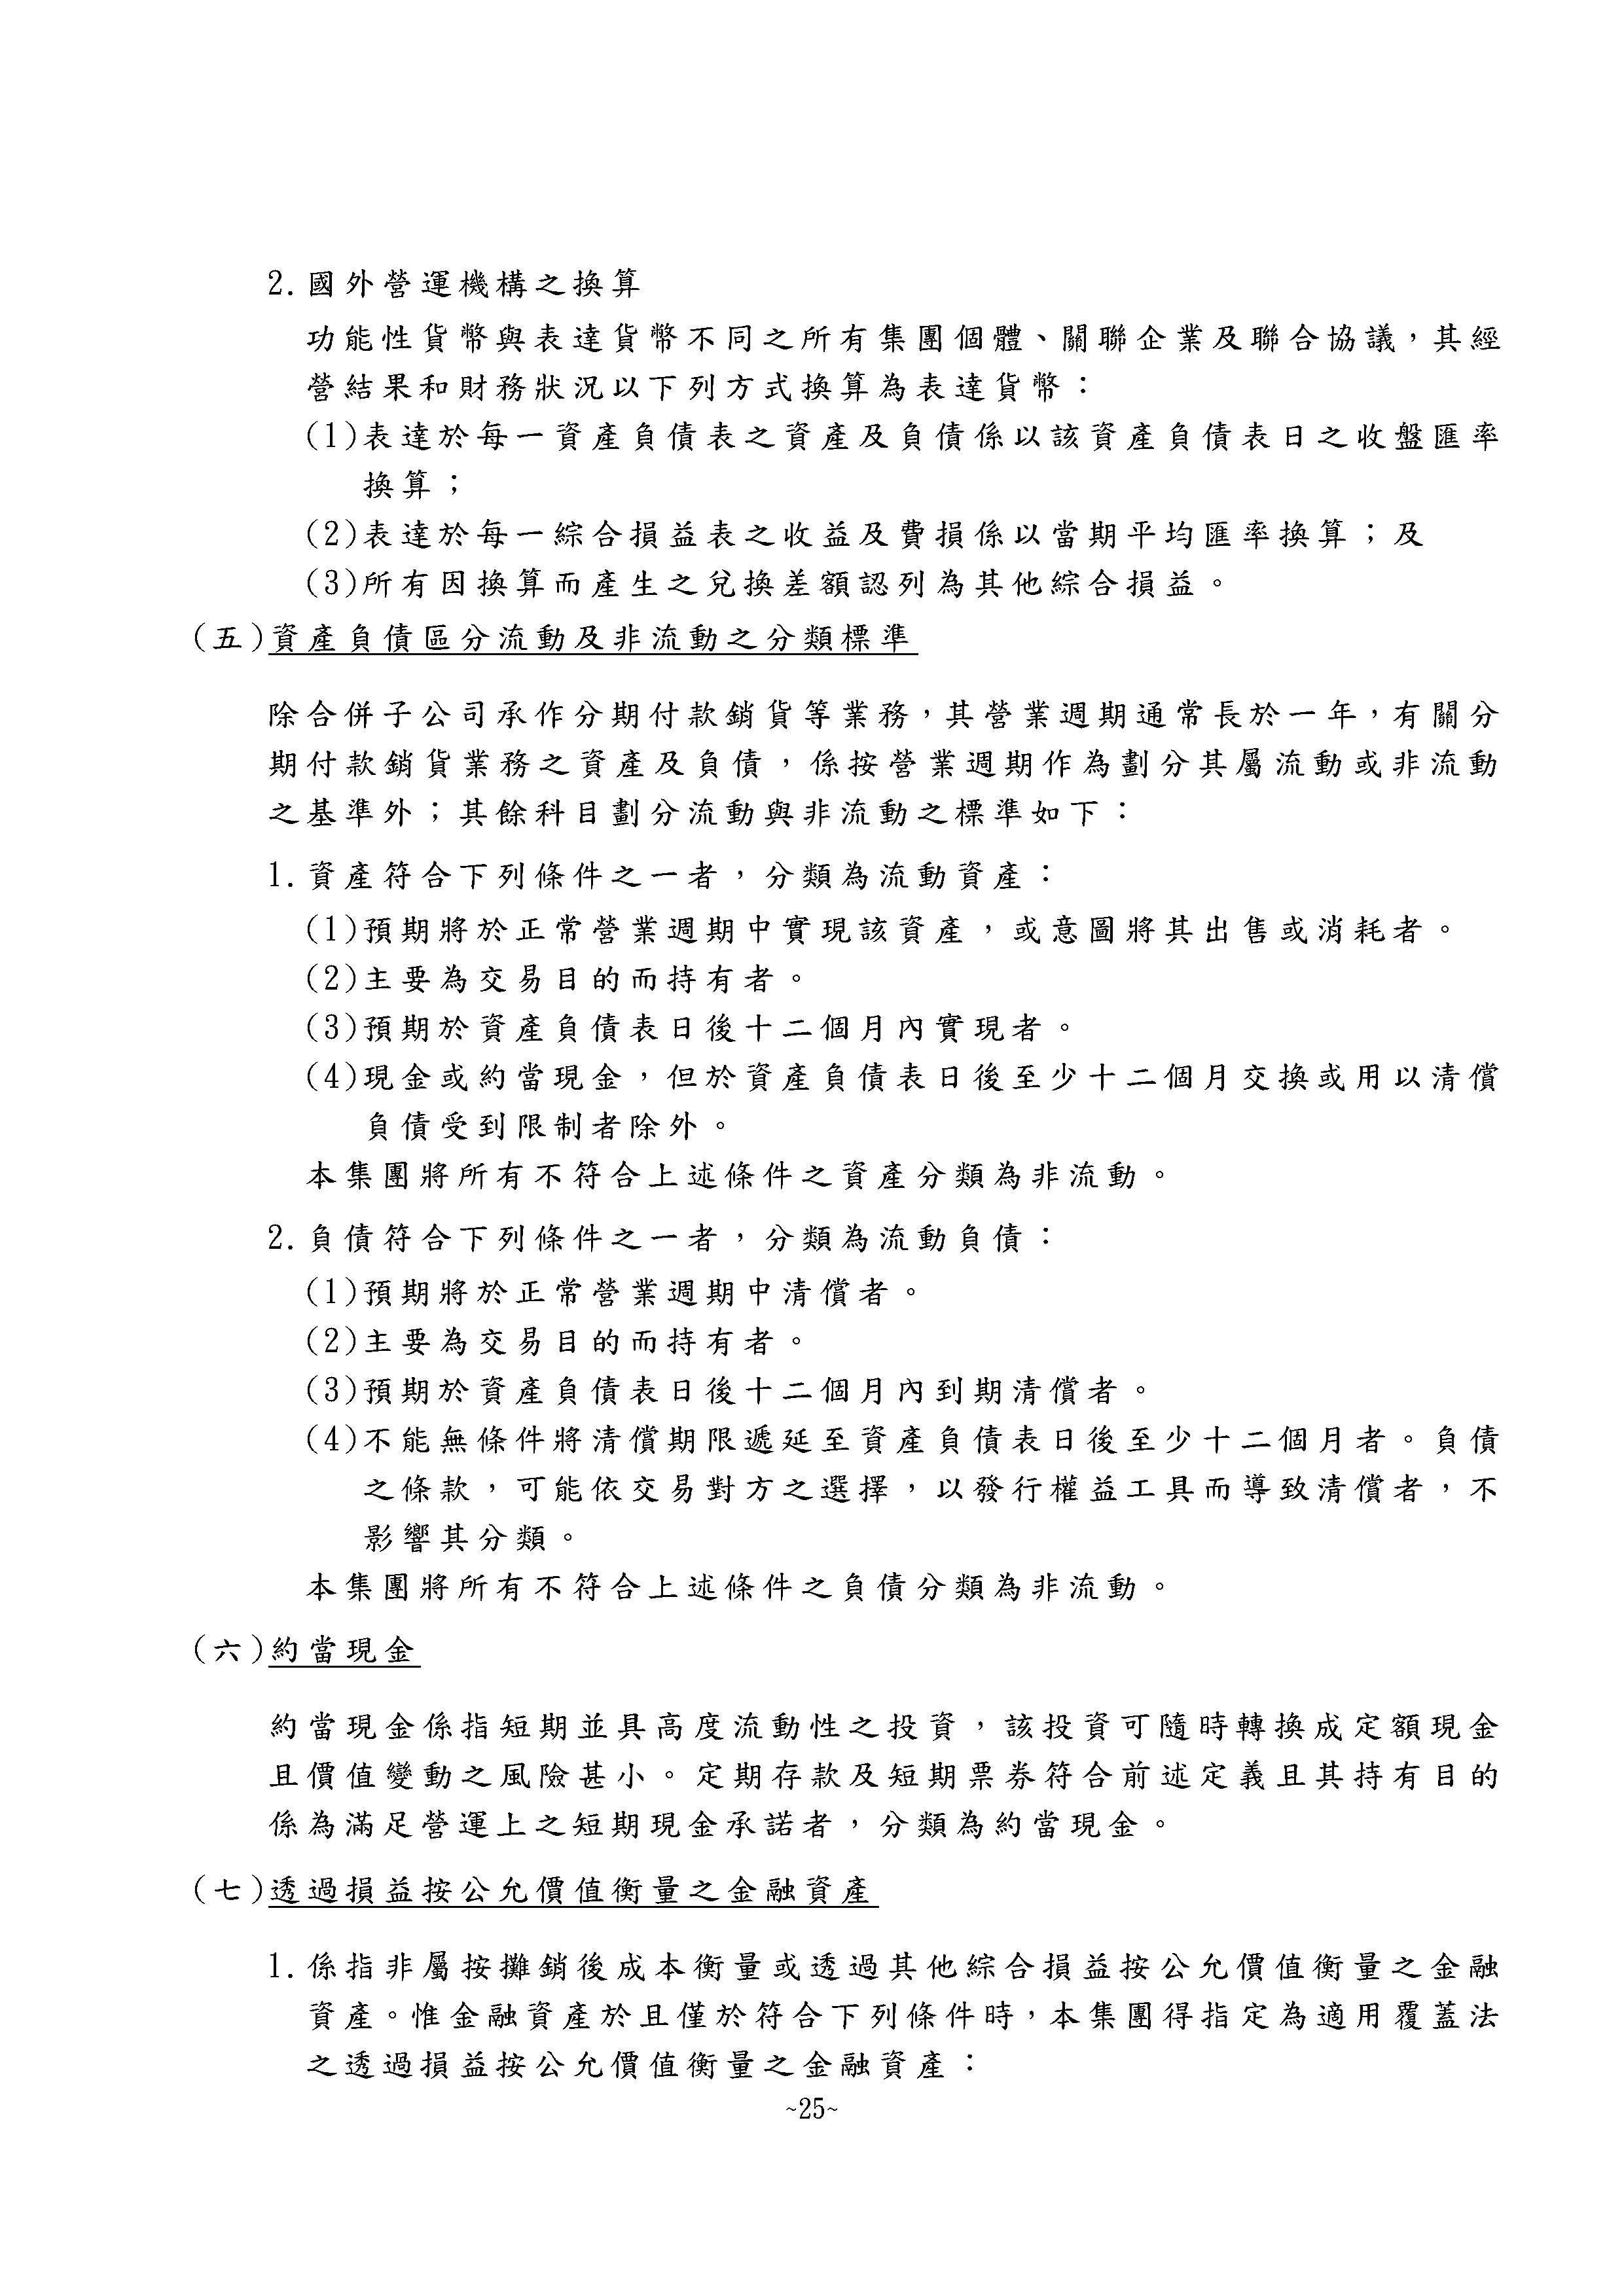 2.國外營運機構之換算
功能性貨幣與表達貨幣不同之所有集團個體、關聯企業及聯合協議，其經
營結果和財務狀況以下列方式換算為表達貨幣：
(1)表達於每一資產負債表之資產及負債係以該資產負債表日之收盤匯率
換算；
(2)表達於每一綜合損益表之收益及費損係以當期平均匯率換算；及
(3)所有因換算而產生之兌換差額認列為其他綜合損益。
(五)資產負債區分流動及非流動之分類標準
除合併子公司承作分期付款銷貨等業務，其營業週期通常長於一年，有關分
期付款銷貨業務之資產及負債，係按營業週期作為劃分其屬流動或非流動
之基準外；其餘科目劃分流動與非流動之標準如下：
1.資產符合下列條件之一者，分類為流動資產：
(1)預期將於正常營業週期中實現該資產，或意圖將其出售或消耗者。
(2)主要為交易目的而持有者。
(3)預期於資產負債表日後十二個月內實現者。
(4)現金或約當現金，但於資產負債表日後至少十二個月交換或用以清償
負債受到限制者除外。
本集團將所有不符合上述條件之資產分類為非流動。
2.負債符合下列條件之一者，分類為流動負債：
(1)預期將於正常營業週期中清償者。
(2)主要為交易目的而持有者。
(3)預期於資產負債表日後十二個月內到期清償者。
(4)不能無條件將清償期限遞延至資產負債表日後至少十二個月者。負債
之條款，可能依交易對方之選擇，以發行權益工具而導致清償者，不
影響其分類。
本集團將所有不符合上述條件之負債分類為非流動。
(六)約當現金
約當現金係指短期並具高度流動性之投資，該投資可隨時轉換成定額現金
且價值變動之風險甚小。定期存款及短期票券符合前述定義且其持有目的
係為滿足營運上之短期現金承諾者，分類為約當現金。
(七)透過損益按公允價值衡量之金融資產
1.係指非屬按攤銷後成本衡量或透過其他綜合損益按公允價值衡量之金融
資產。惟金融資產於且僅於符合下列條件時，本集團得指定為適用覆蓋法
之透過損益按公允價值衡量之金融資產：
~25~